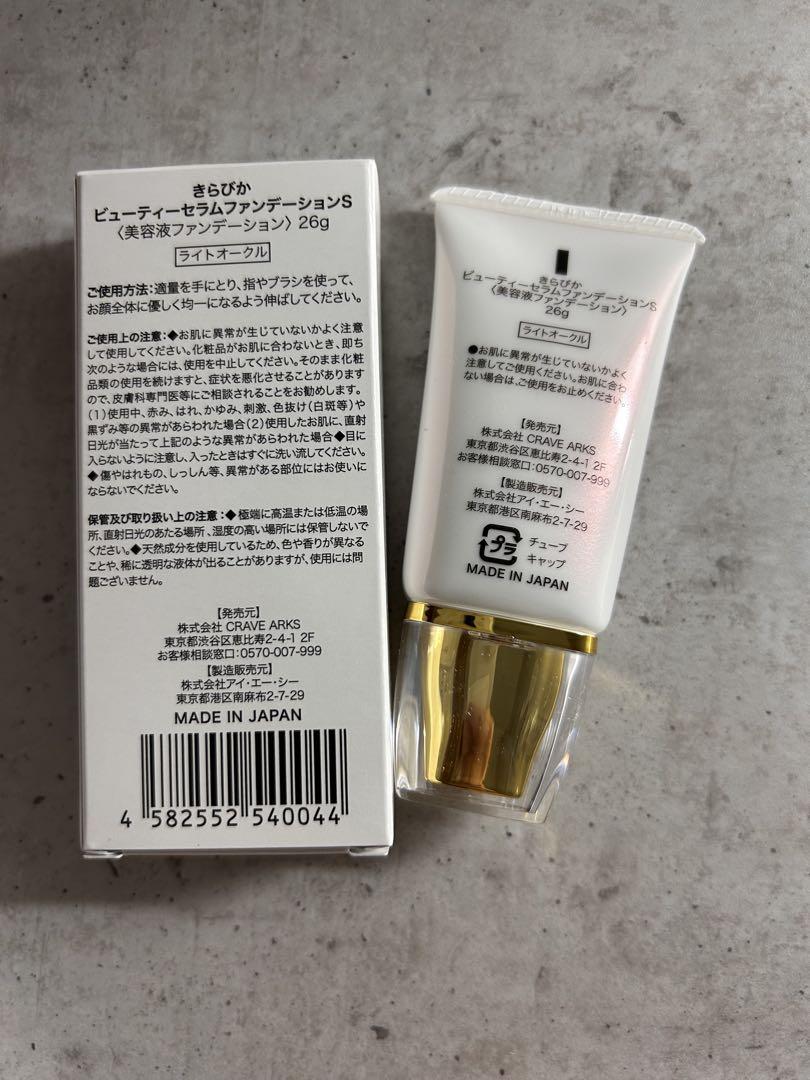 きらぴか
ビューティーセラムファンデーションS
〈美容液ファンデーション〉26g
ライトオークル
ご使用方法:適量を手にとり、指やブラシを使って、
お顔全体に優しく均一になるよう伸ばしてください。
ご使用上の注意:◆お肌に異常が生じていないかよく注意
して使用してください。化粧品がお肌に合わないとき、即ち
次のような場合には、使用を中止してください。そのまま化粧
品類の使用を続けますと、症状を悪化させることがあります
ので、皮膚科専門医等にご相談されることをお勧めします。
(1)使用中、赤み、はれ、かゆみ、刺激、色抜け(白斑等)や
黒ずみ等の異常があらわれた場合(2)使用したお肌に、直射
日光が当たって上記のような異常があらわれた場合◆目に
入らないように注意し、入ったときはすぐに洗い流してください。
◆傷やはれもの、しっしん等、異常がある部位にはお使いに
ならないでください。
保管及び取り扱い上の注意:◆極端に高温または低温の場
所、直射日光のあたる場所、湿度の高い場所には保管しないで
ください。◆天然成分を使用しているため、色や香りが異なる
ことや、稀に透明な液体が出ることがありますが、使用には問
題ございません。
【発売元】
株式会社 CRAVE ARKS
東京都渋谷区恵比寿2-4-1 2F
お客様相談窓口:0570-007-999
【製造販売元】
株式会社アイ・エー・シー
東京都港区南麻布2-7-29
MADE IN JAPAN
4 582552 540044
きらぴか
ビューティーセラムファンデーションS
〈美容液ファンデーション〉
26g
ライトオークル
●お肌に異常が生じていないかよく
注意してご使用ください。お肌に合わ
ない場合は、ご使用をお止めください。
【発売元】
株式会社 CRAVE ARKS
東京都渋谷区恵比寿2-4-1 2F
お客様相談窓口:0570-007-999
【製造販売元】
株式会社アイ・エー・シー
東京都港区南麻布2-7-29
プラ
チューブ
キャップ
MADE IN JAPAN